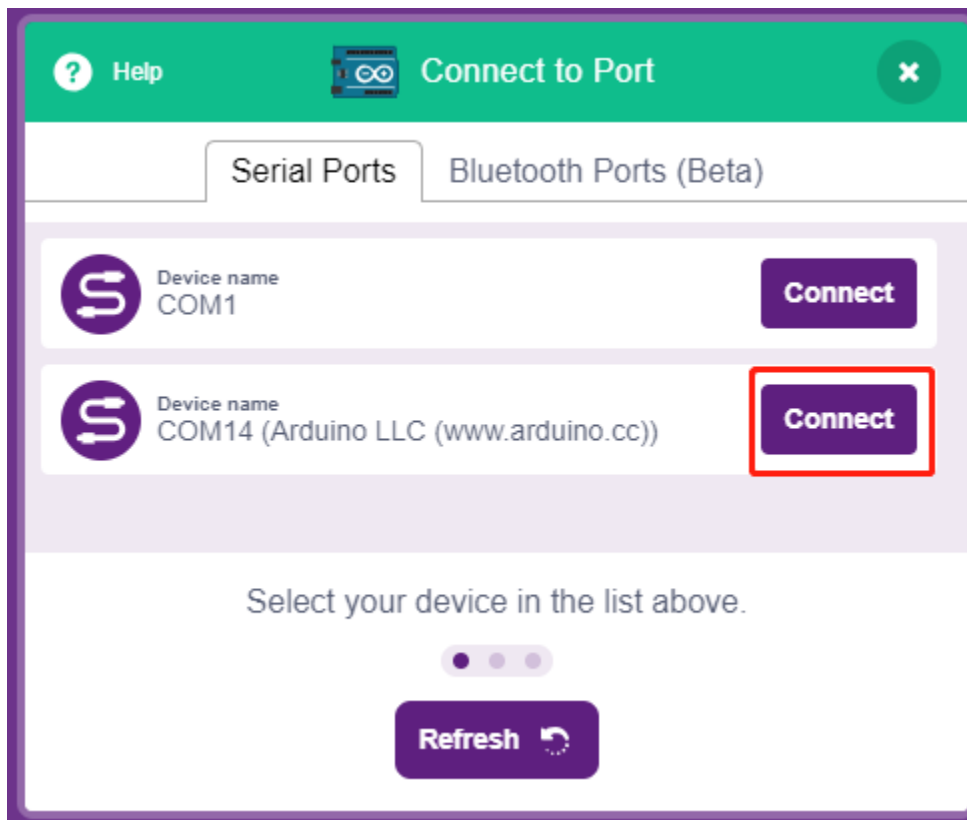 Help
Connect to Port
Serial Ports
Bluetooth Ports (Beta)
Device name
COM1
Connect
Device name
COM14 (Arduino LLC (www.arduino.cc))
Connect
Select your device in the list above.
Refresh